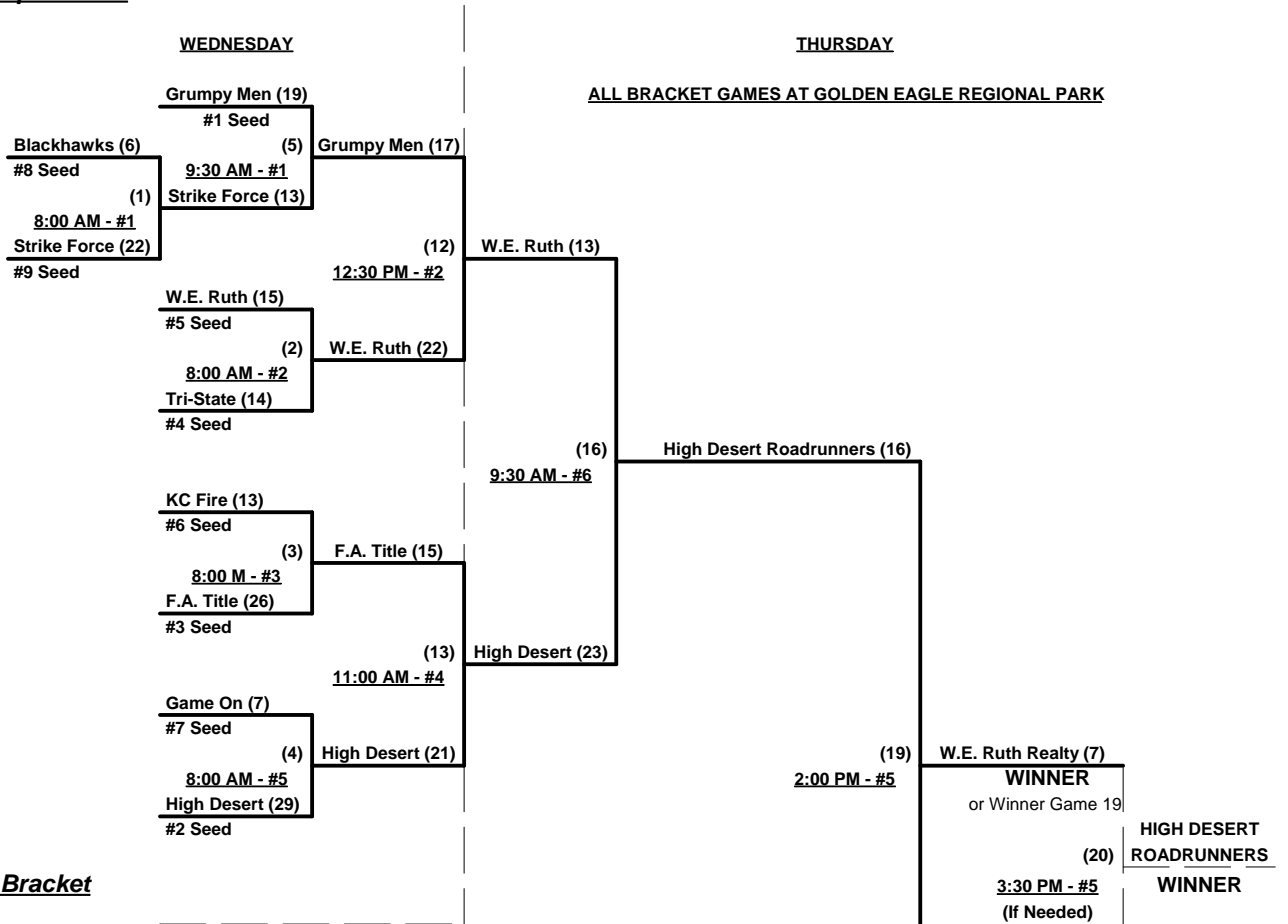 WEDNESDAY
THURSDAY
ALL BRACKET GAMES AT GOLDEN EAGLE REGIONAL PARK
Grumpy Men (19)
#1 Seed
Blackhawks (6)
#8 Seed
(5)
9:30 AM - #1
Grumpy Men (17)
(1)
8:00 AM - #1
Strike Force (13)
Strike Force (22)
#9 Seed
(12)
12:30 PM - #2
W.E. Ruth (13)
W.E. Ruth (15)
#5 Seed
(2)
8:00 AM - #2
W.E. Ruth (22)
Tri-State (14)
#4 Seed
(16)
9:30 AM - #6
High Desert Roadrunners (16)
KC Fire (13)
#6 Seed
(3)
8:00 M - #3
F.A. Title (15)
F.A. Title (26)
#3 Seed
(13)
11:00 AM - #4
High Desert (23)
Game On (7)
#7 Seed
(4)
8:00 AM - #5
High Desert (21)
High Desert (29)
#2 Seed
(19)
2:00 PM - #5
W.E. Ruth Realty (7)
WINNER
or Winner Game 19
HIGH DESERT
(20) ROADRUNNERS
3:30 PM - #5
WINNER
(If Needed)
Bracket